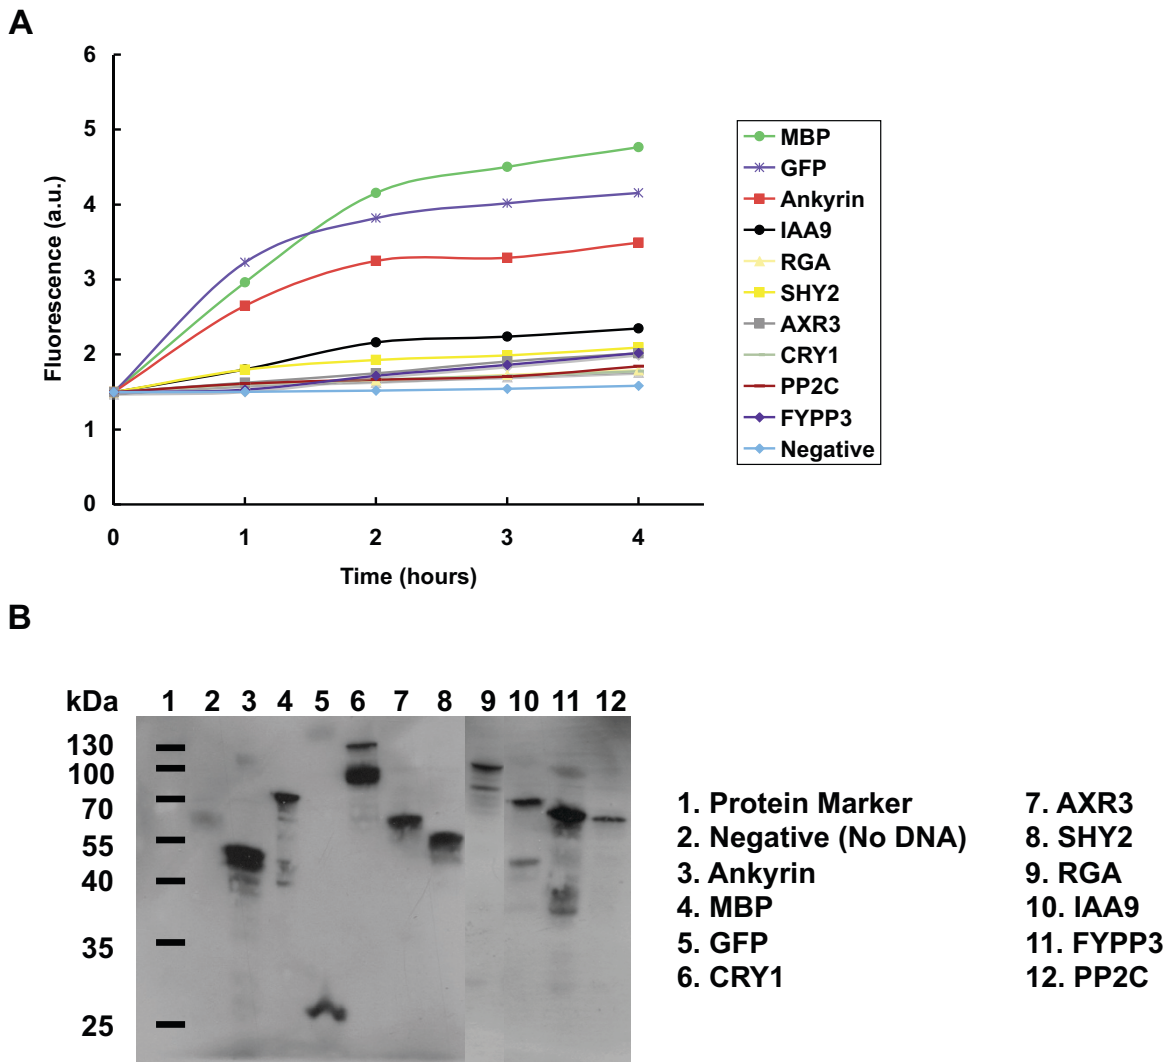 A
6
5
4
3
2
1
0
Fluorescence (a.u.)
0 1 2 3 4
Time (hours)
MBP
GFP
Ankyrin
IAA9
RGA
SHY2
AXR3
CRY1
PP2C
FYPP3
Negative
B
kDa 1 2 3 4 5 6 7 8 9 10 11 12
130
100
70
55
40
35
25
1. Protein Marker
2. Negative (No DNA)
3. Ankyrin
4. MBP
5. GFP
6. CRY1
7. AXR3
8. SHY2
9. RGA
10. IAA9
11. FYPP3
12. PP2C